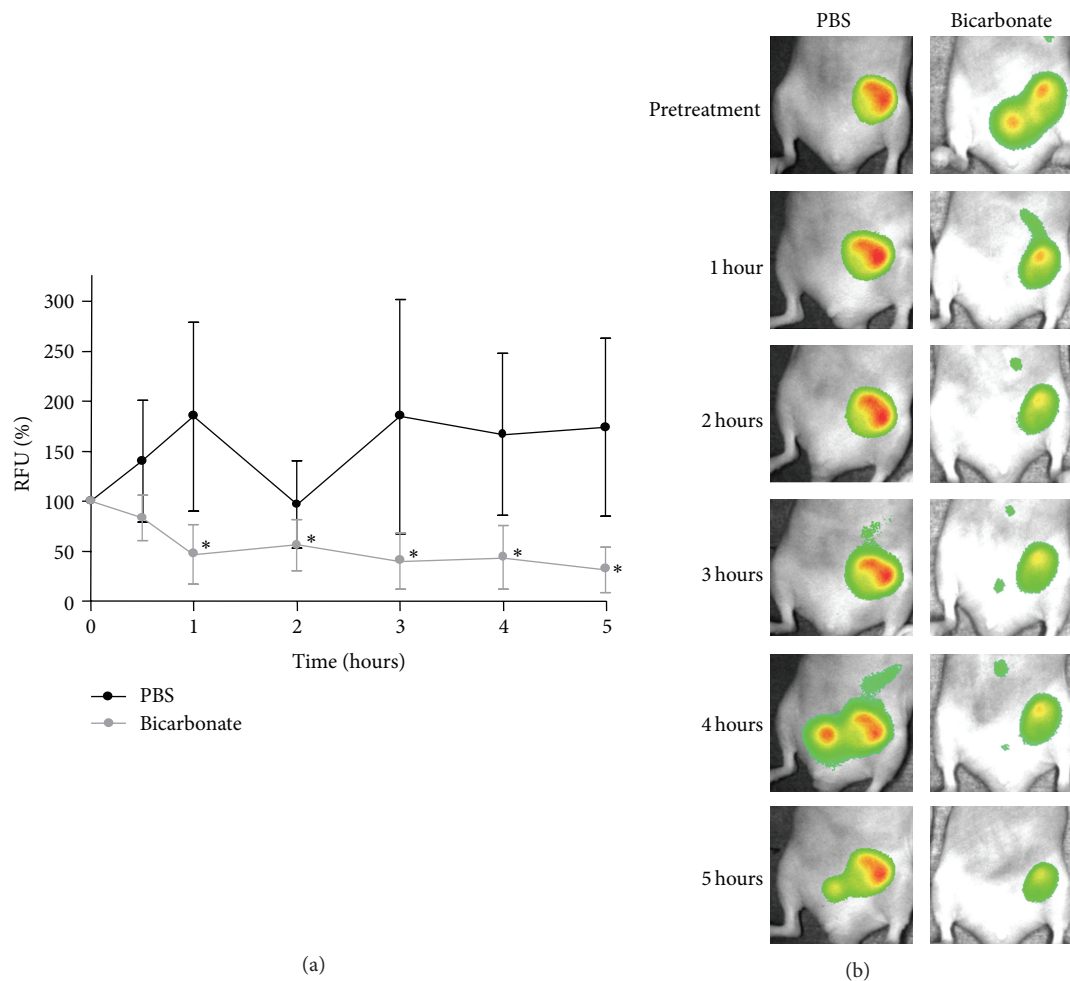 RFU (%)
300
250
200
150
100
50
0
*
*
*
*
*
0
1
2
3
4
5
Time (hours)
PBS
Bicarbonate
(a)
PBS
Bicarbonate
Pretreatment
1 hour
2 hours
3 hours
4 hours
5 hours
(b)